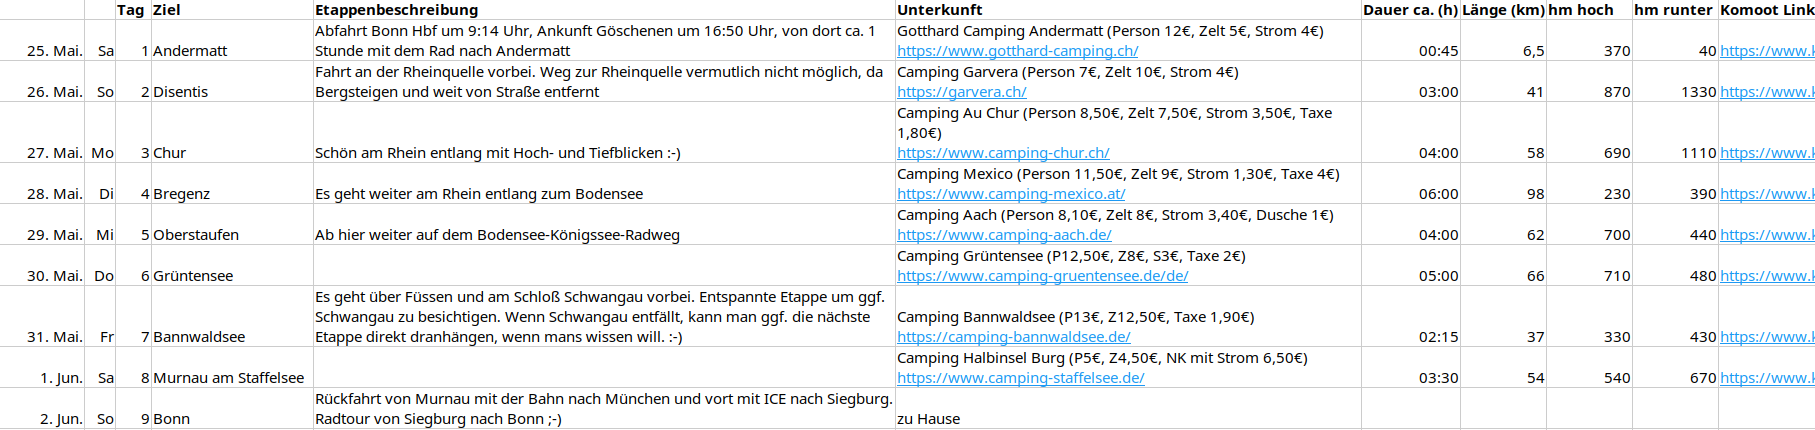 Tag Ziel Etappenbeschreibung Unterkunft Dauer ca. (h) Länge (km) hm hoch hm runter Komoot Link
Abfahrt Bonn Hbf um 9:14 Uhr, Ankunft Göschenen um 16:50 Uhr, von dort ca. 1 Gotthard Camping Andermatt (Person 12€, Zelt 5€, Strom 4€)
25. Mai. Sa 1 Andermatt Stunde mit dem Rad nach Andermatt https://www.gotthard-camping.ch/ 00:45 6,5 370 40 https://www.k
Fahrt an der Rheinquelle vorbei. Weg zur Rheinquelle vermutlich nicht möglich, da Camping Garvera (Person 7€, Zelt 10€, Strom 4€)
26. Mai. So 2 Disentis Bergsteigen und weit von Straße entfernt https://garvera.ch/ 03:00 41 870 1330 https://www.k
Camping Au Chur (Person 8,50€, Zelt 7,50€, Strom 3,50€, Taxe
1,80€)
27. Mai. Mo 3 Chur Schön am Rhein entlang mit Hoch- und Tiefblicken :-) https://www.camping-chur.ch/ 04:00 58 690 1110 https://www.k
Camping Mexico (Person 11,50€, Zelt 9€, Strom 1,30€, Taxe 4€)
28. Mai. Di 4 Bregenz Es geht weiter am Rhein entlang zum Bodensee https://www.camping-mexico.at/ 06:00 98 230 390 https://www.k
Camping Aach (Person 8,10€, Zelt 8€, Strom 3,40€, Dusche 1€)
29. Mai. Mi 5 Oberstaufen Ab hier weiter auf dem Bodensee-Königssee-Radweg https://www.camping-aach.de/ 04:00 62 700 440 https://www.k
Camping Grüntensee (P12,50€, Z8€, S3€, Taxe 2€)
30. Mai. Do 6 Grüntensee https://www.camping-gruentensee.de/de/ 05:00 66 710 480 https://www.k
Es geht über Füssen und am Schloß Schwangau vorbei. Entspannte Etappe um ggf.
Schwangau zu besichtigen. Wenn Schwangau entfällt, kann man ggf. die nächste Camping Bannwaldsee (P13€, Z12,50€, Taxe 1,90€)
31. Mai. Fr 7 Bannwaldsee Etappe direkt dranhängen, wenn mans wissen will. :-) https://camping-bannwaldsee.de/ 02:15 37 330 430 https://www.k
Camping Halbinsel Burg (P5€, Z4,50€, NK mit Strom 6,50€)
1. Jun. Sa 8 Murnau am Staffelsee https://www.camping-staffelsee.de/ 03:30 54 540 670 https://www.k
Rückfahrt von Murnau mit der Bahn nach München und vort mit ICE nach Siegburg.
2. Jun. So 9 Bonn Radtour von Siegburg nach Bonn ;-) zu Hause